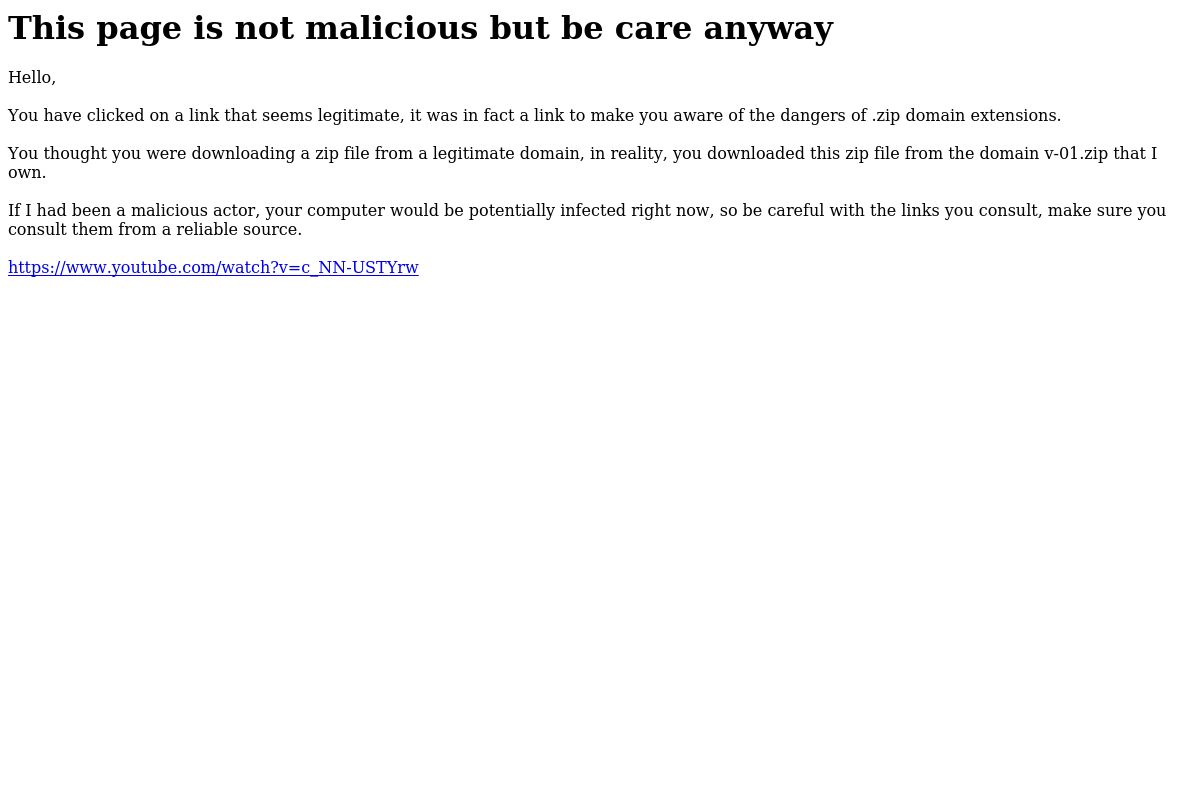 This page is not malicious but be care anyway
Hello,
You have clicked on a link that seems legitimate, it was in fact a link to make you aware of the dangers of .zip domain extensions.
You thought you were downloading a zip file from a legitimate domain, in reality, you downloaded this zip file from the domain v-01.zip that I
own.
If I had been a malicious actor, your computer would be potentially infected right now, so be careful with the links you consult, make sure you
consult them from a reliable source.
https://www.youtube.com/watch?v=c_NN-USTYrw